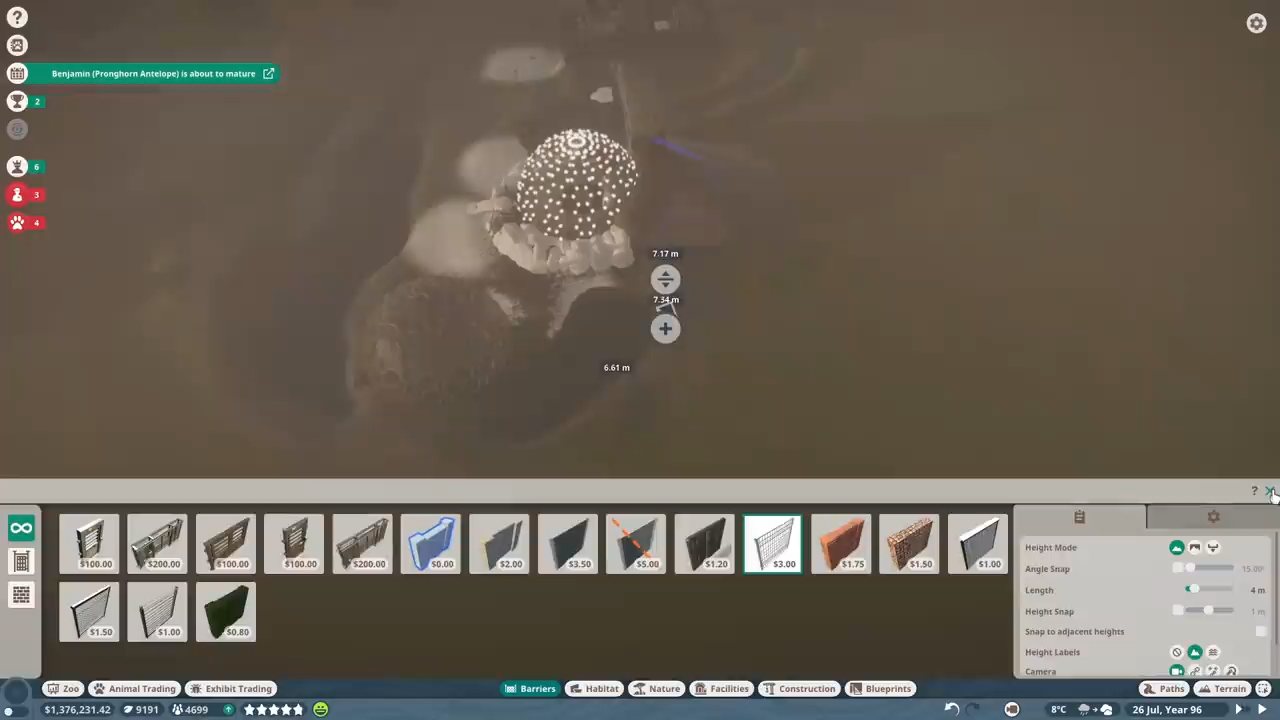 ?
Benjamin (Pronghorn Antelope) is about to mature
2
6
3
4
7.17 m
7.34 m
6.61 m
?
$100.00 $200.00 $100.00 $100.00 $200.00 $0.00 $2.00 $3.50 $5.00 $1.20 $3.00 $1.75 $1.50 $1.00
$1.50 $1.00 $0.80
Height Mode
Angle Snap 15.00°
Length 4 m
Height Snap 1 m
Snap to adjacent heights
Height Labels
Camera
Zoo Animal Trading Exhibit Trading Barriers Habitat Nature Facilities Construction Blueprints Paths Terrain
$1,376,231.42 9191 4699 8°C 26 Jul, Year 96